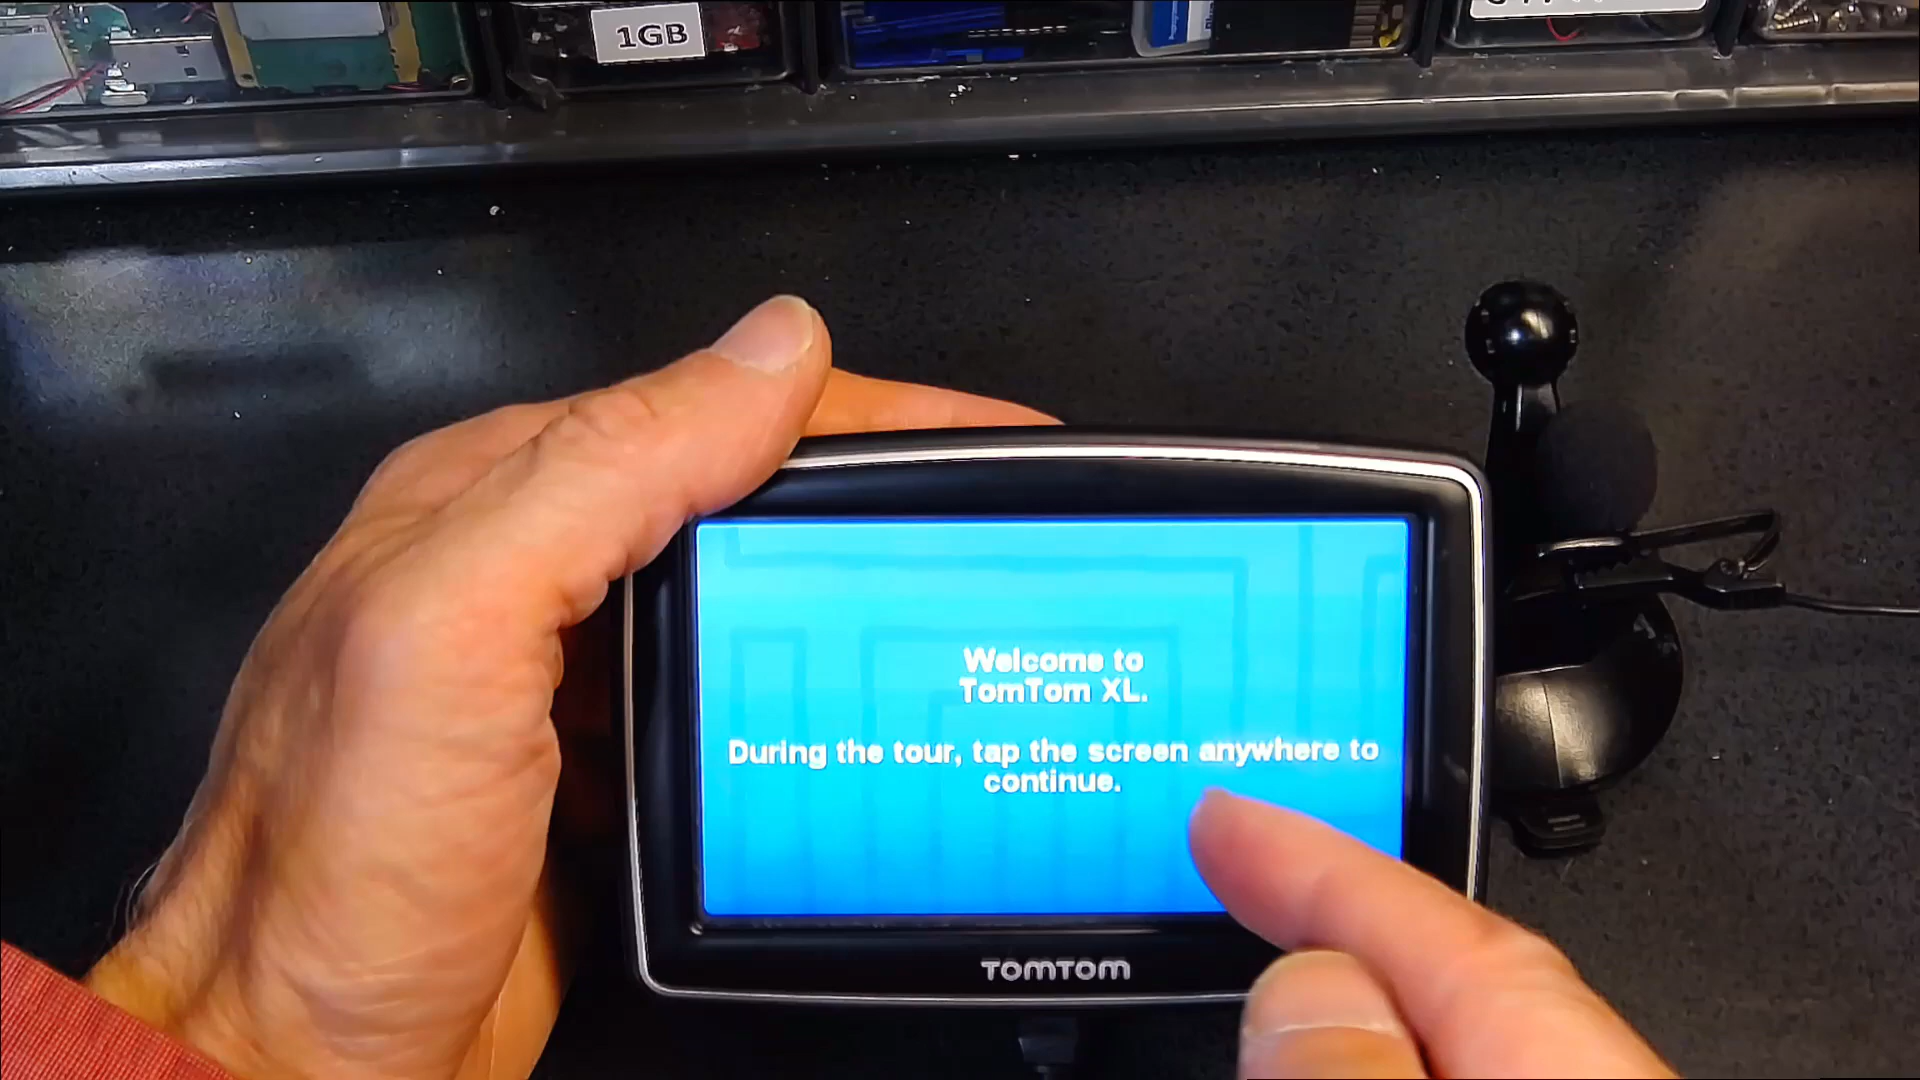 1GB
Welcome to
TomTom XL.
During the tour, tap the screen anywhere to
continue.
TOMTOM